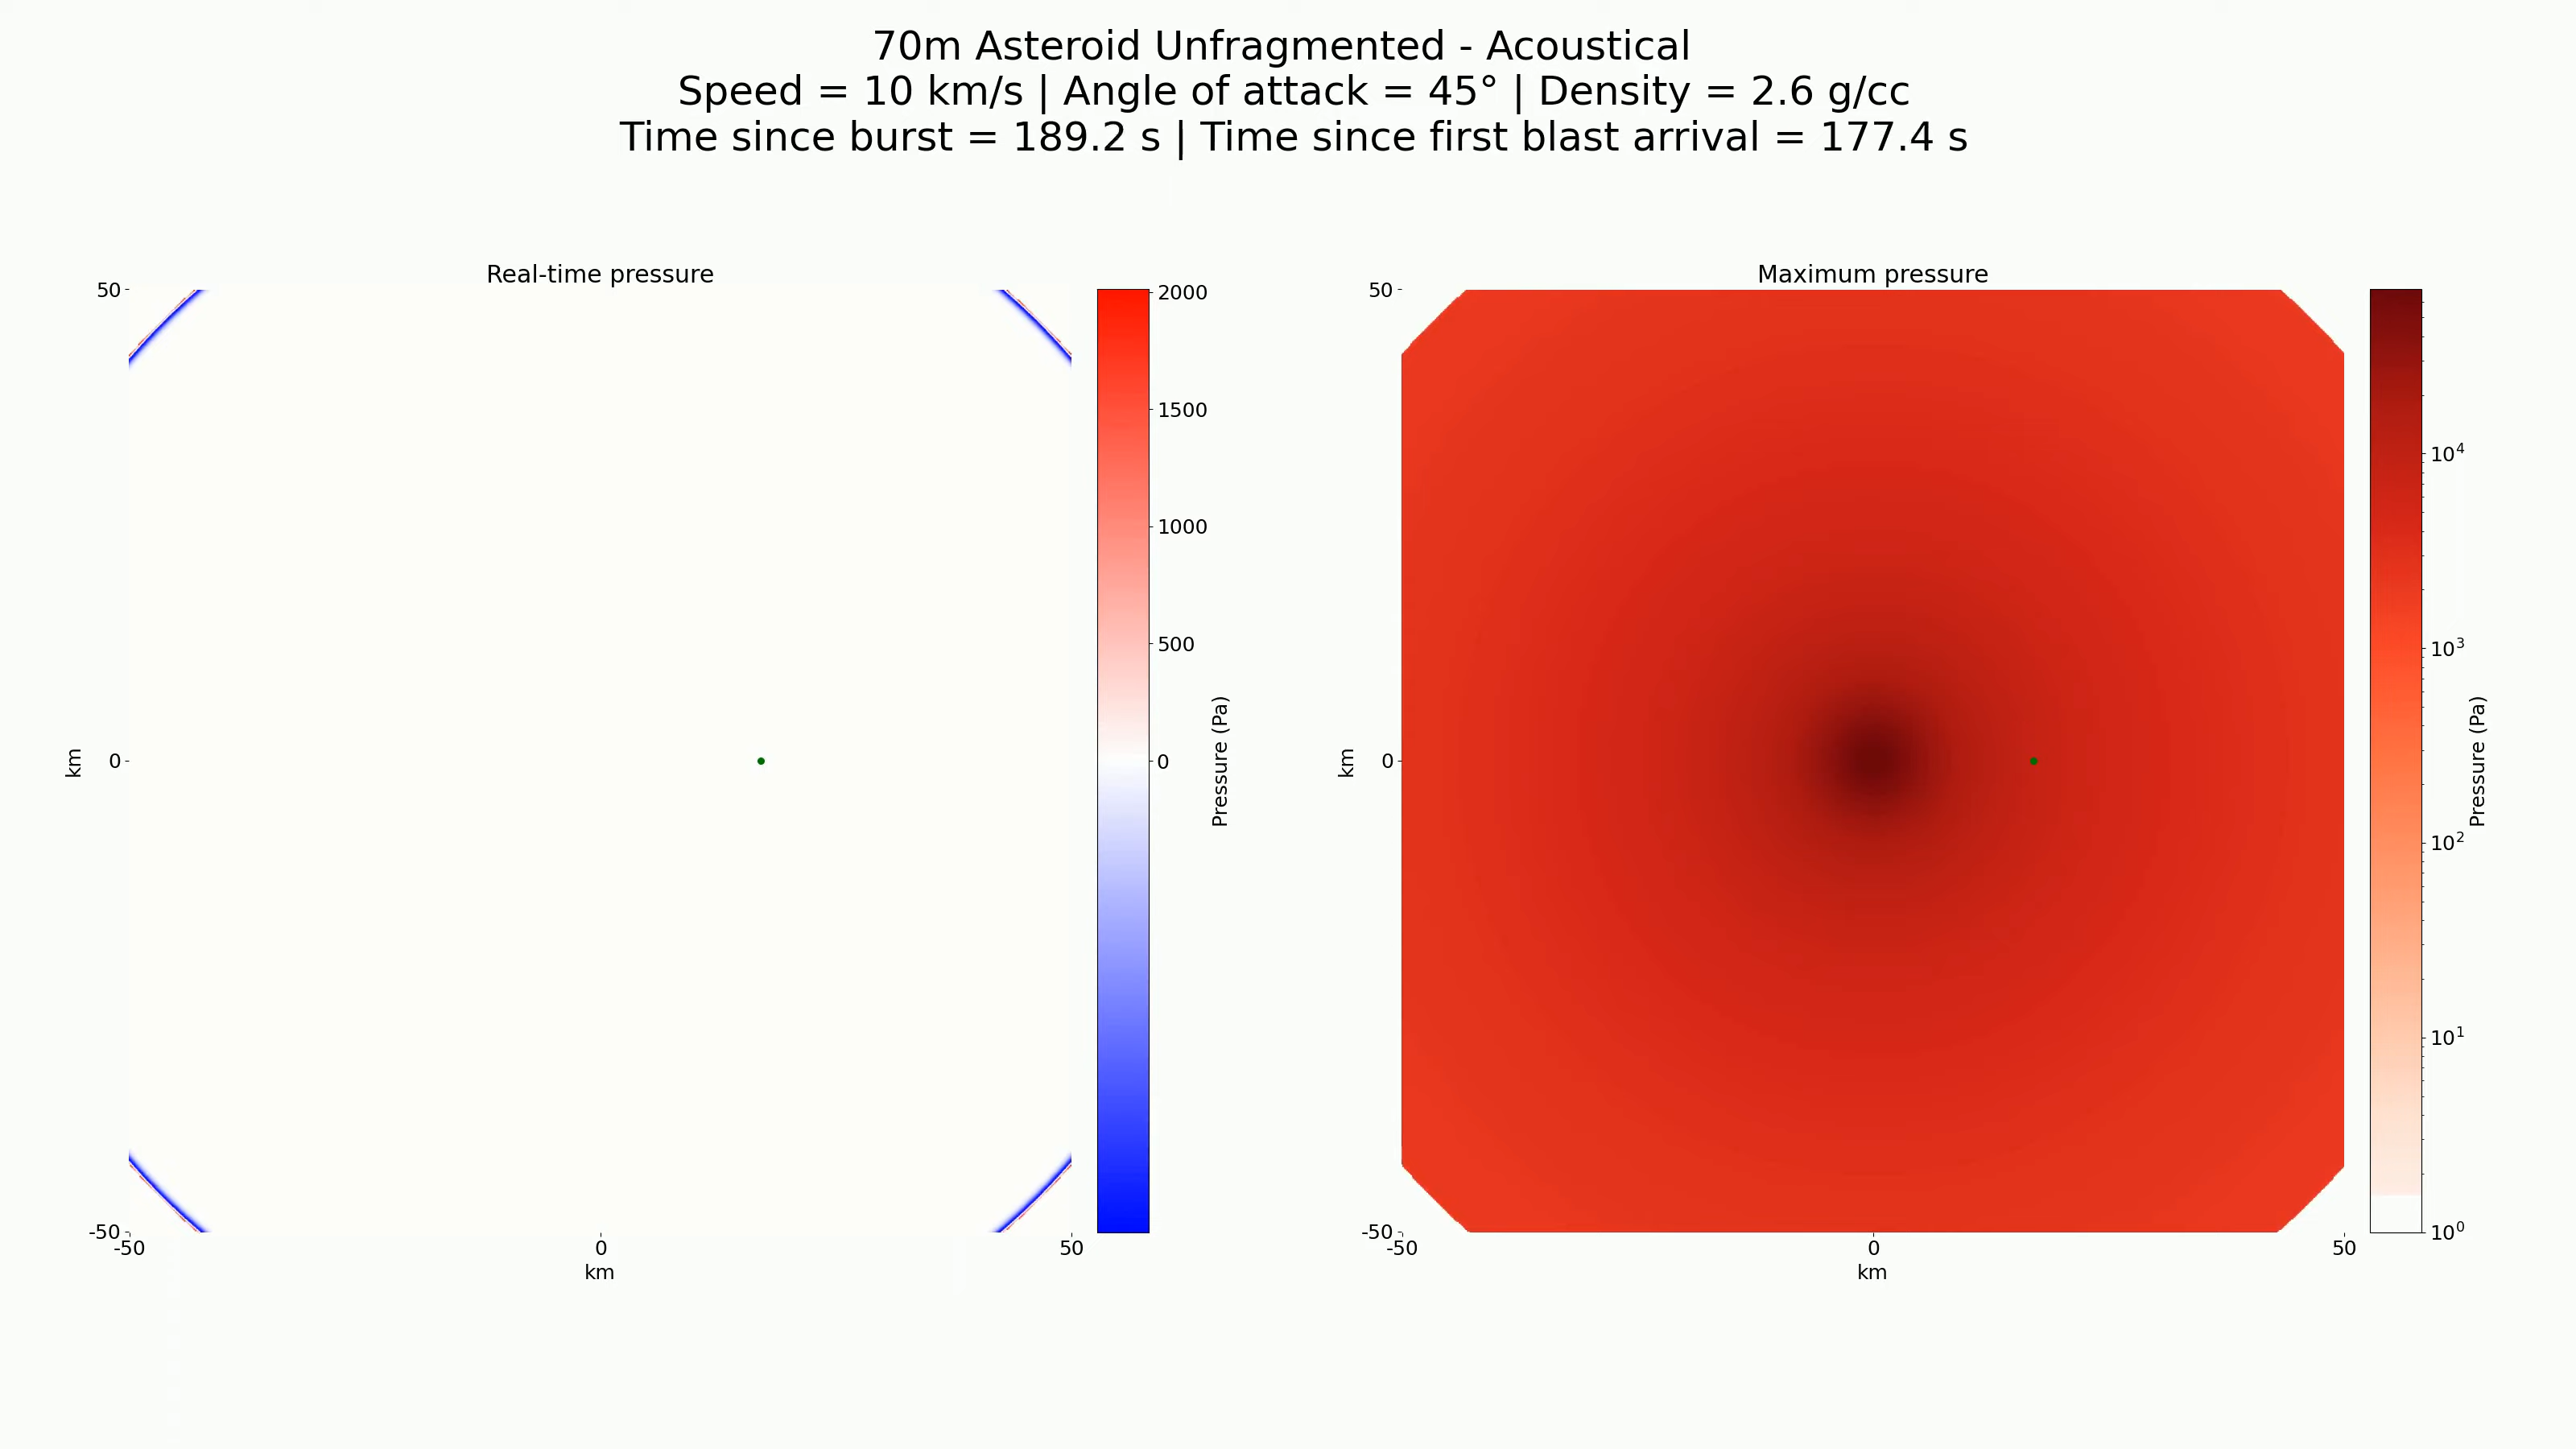 70m Asteroid Unfragmented - Acoustical
Speed = 10 km/s | Angle of attack = 45° | Density = 2.6 g/cc
Time since burst = 189.2 s | Time since first blast arrival = 177.4 s
Real-time pressure
50
0
-50
km
-50
0
50
km
2000
1500
1000
500
0
Pressure (Pa)
Maximum pressure
50
0
-50
km
-50
0
50
km
10⁴
10³
10²
10¹
10⁰
Pressure (Pa)